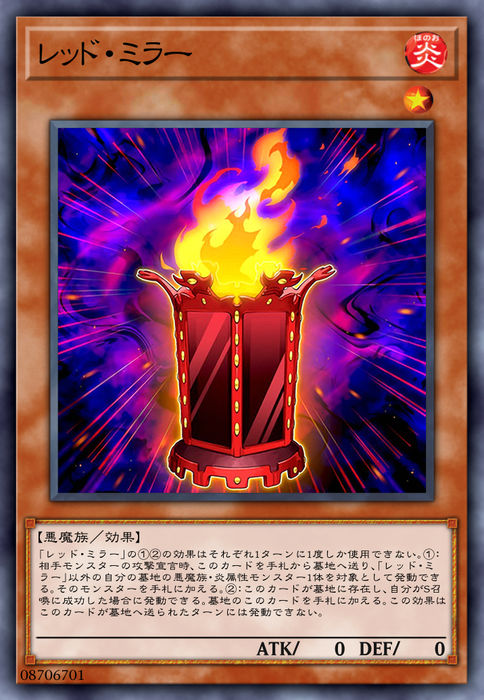 レッド・ミラー
ほのお
炎
【悪魔族／効果】
「レッド・ミラー」の①②の効果はそれぞれ1ターンに1度しか使用できない。①：
相手モンスターの攻撃宣言時、このカードを手札から墓地へ送り、「レッド・ミ
ラー」以外の自分の墓地の悪魔族・炎属性モンスター1体を対象として発動でき
る。そのモンスターを手札に加える。②：このカードが墓地に存在し、自分がS召
喚に成功した場合に発動できる。墓地のこのカードを手札に加える。この効果は
このカードが墓地へ送られたターンには発動できない。
ATK/ 0 DEF/ 0
08706701